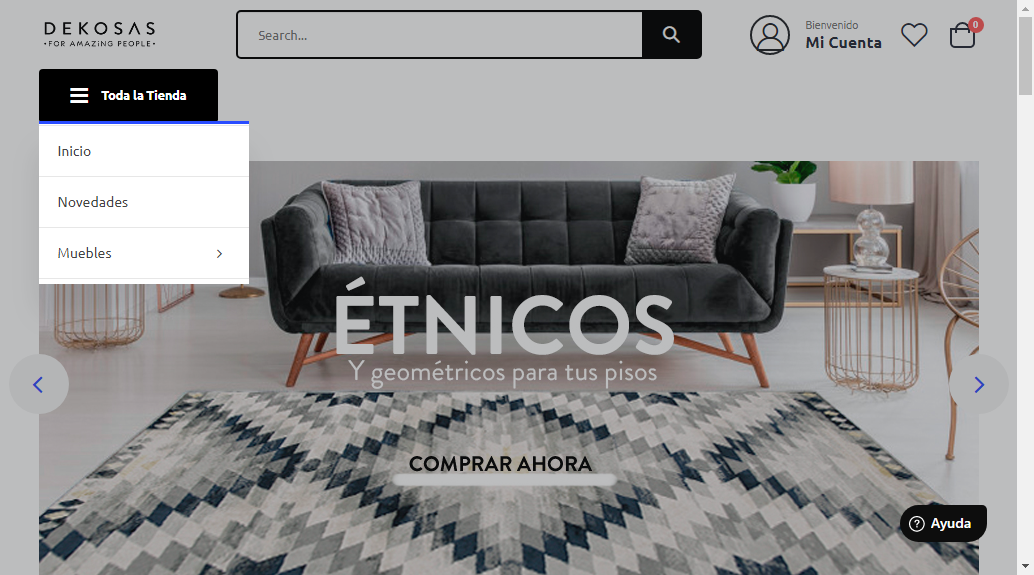 DEKOSAS
•FOR AMAZING PEOPLE•
Search...
Bienvenido
Mi Cuenta
0
Toda la Tienda
Inicio
Novedades
Muebles
ÉTNICOS
Y geométricos para tus pisos
COMPRAR AHORA
Ayuda